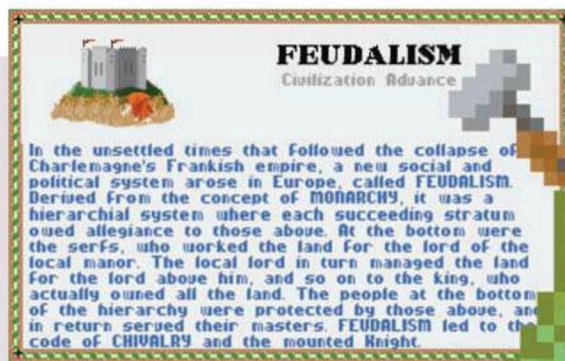 FEUDALISM
Civilization Advance
In the unsettled times that followed the collapse of
Charlemagne's Frankish empire, a new social and
political system arose in Europe, called FEUDALISM.
Derived from the concept of MONARCHY, it was a
hierarchial system where each succeeding stratum
owed allegiance to those above. At the bottom were
the serfs, who worked the land for the lord of the
local manor. The local lord in turn managed the land
for the lord above him, and so on to the king, who
actually owned all the land. The people at the bottom
of the hierarchy were protected by those above, and
in return served their masters. FEUDALISM led to the
code of CHIVALRY and the mounted Knight.